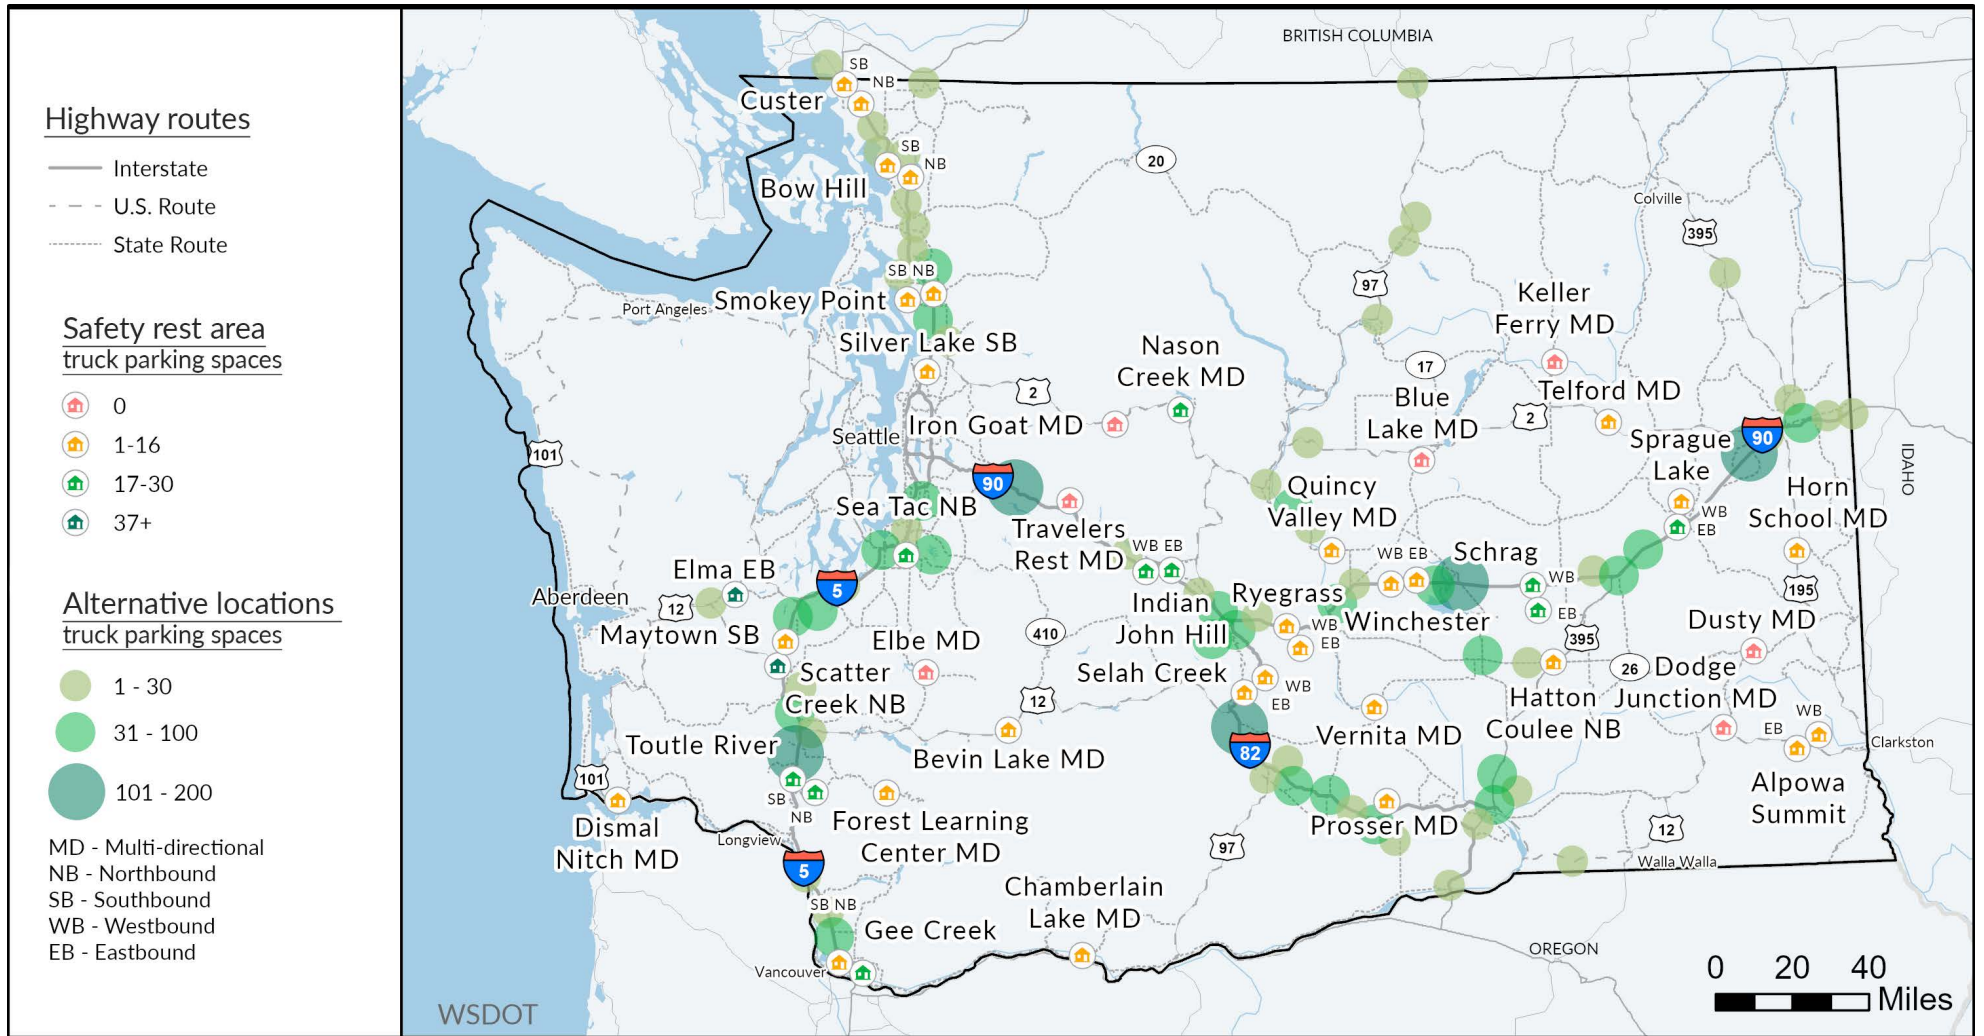 Highway routes
Interstate
U.S. Route
State Route
Safety rest area
truck parking spaces
0
1-16
17-30
37+
Alternative locations
truck parking spaces
1 - 30
31 - 100
101 - 200
MD - Multi-directional
NB - Northbound
SB - Southbound
WB - Westbound
EB - Eastbound
BRITISH COLUMBIA
SB
NB
Custer
SB
NB
Bow Hill
20
Colville
395
SB NB
Smokey Point
Port Angeles
97
Keller
Ferry MD
Silver Lake SB
Nason
Creek MD
17
2
Blue
Lake MD
Telford MD
2
Iron Goat MD
Seattle
101
90
Sprague
Lake
90
IDAHO
Sea Tac NB
Quincy
Valley MD
Horn
School MD
WB
EB
Travelers
Rest MD
WB EB
WB EB
Schrag
WB
EB
Elma EB
Aberdeen
12
5
Indian
John Hill
Ryegrass
WB
EB
Winchester
195
Dusty MD
395
Maytown SB
Elbe MD
410
Selah Creek
WB
EB
26
Dodge
Junction MD
Scatter
Creek NB
12
Hatton
Coulee NB
WB
EB
Toutle River
Bevin Lake MD
Vernita MD
82
Clarkston
Alpowa
Summit
101
SB
NB
Dismal
Nitch MD
Longview
Forest Learning
Center MD
Prosser MD
97
12
Walla Walla
5
SB NB
Chamberlain
Lake MD
Gee Creek
Vancouver
OREGON
0 20 40
Miles
WSDOT